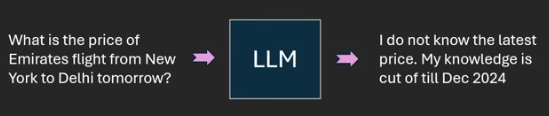 What is the price of
Emirates flight from New
York to Delhi tomorrow?
LLM
I do not know the latest
price. My knowledge is
cut of till Dec 2024